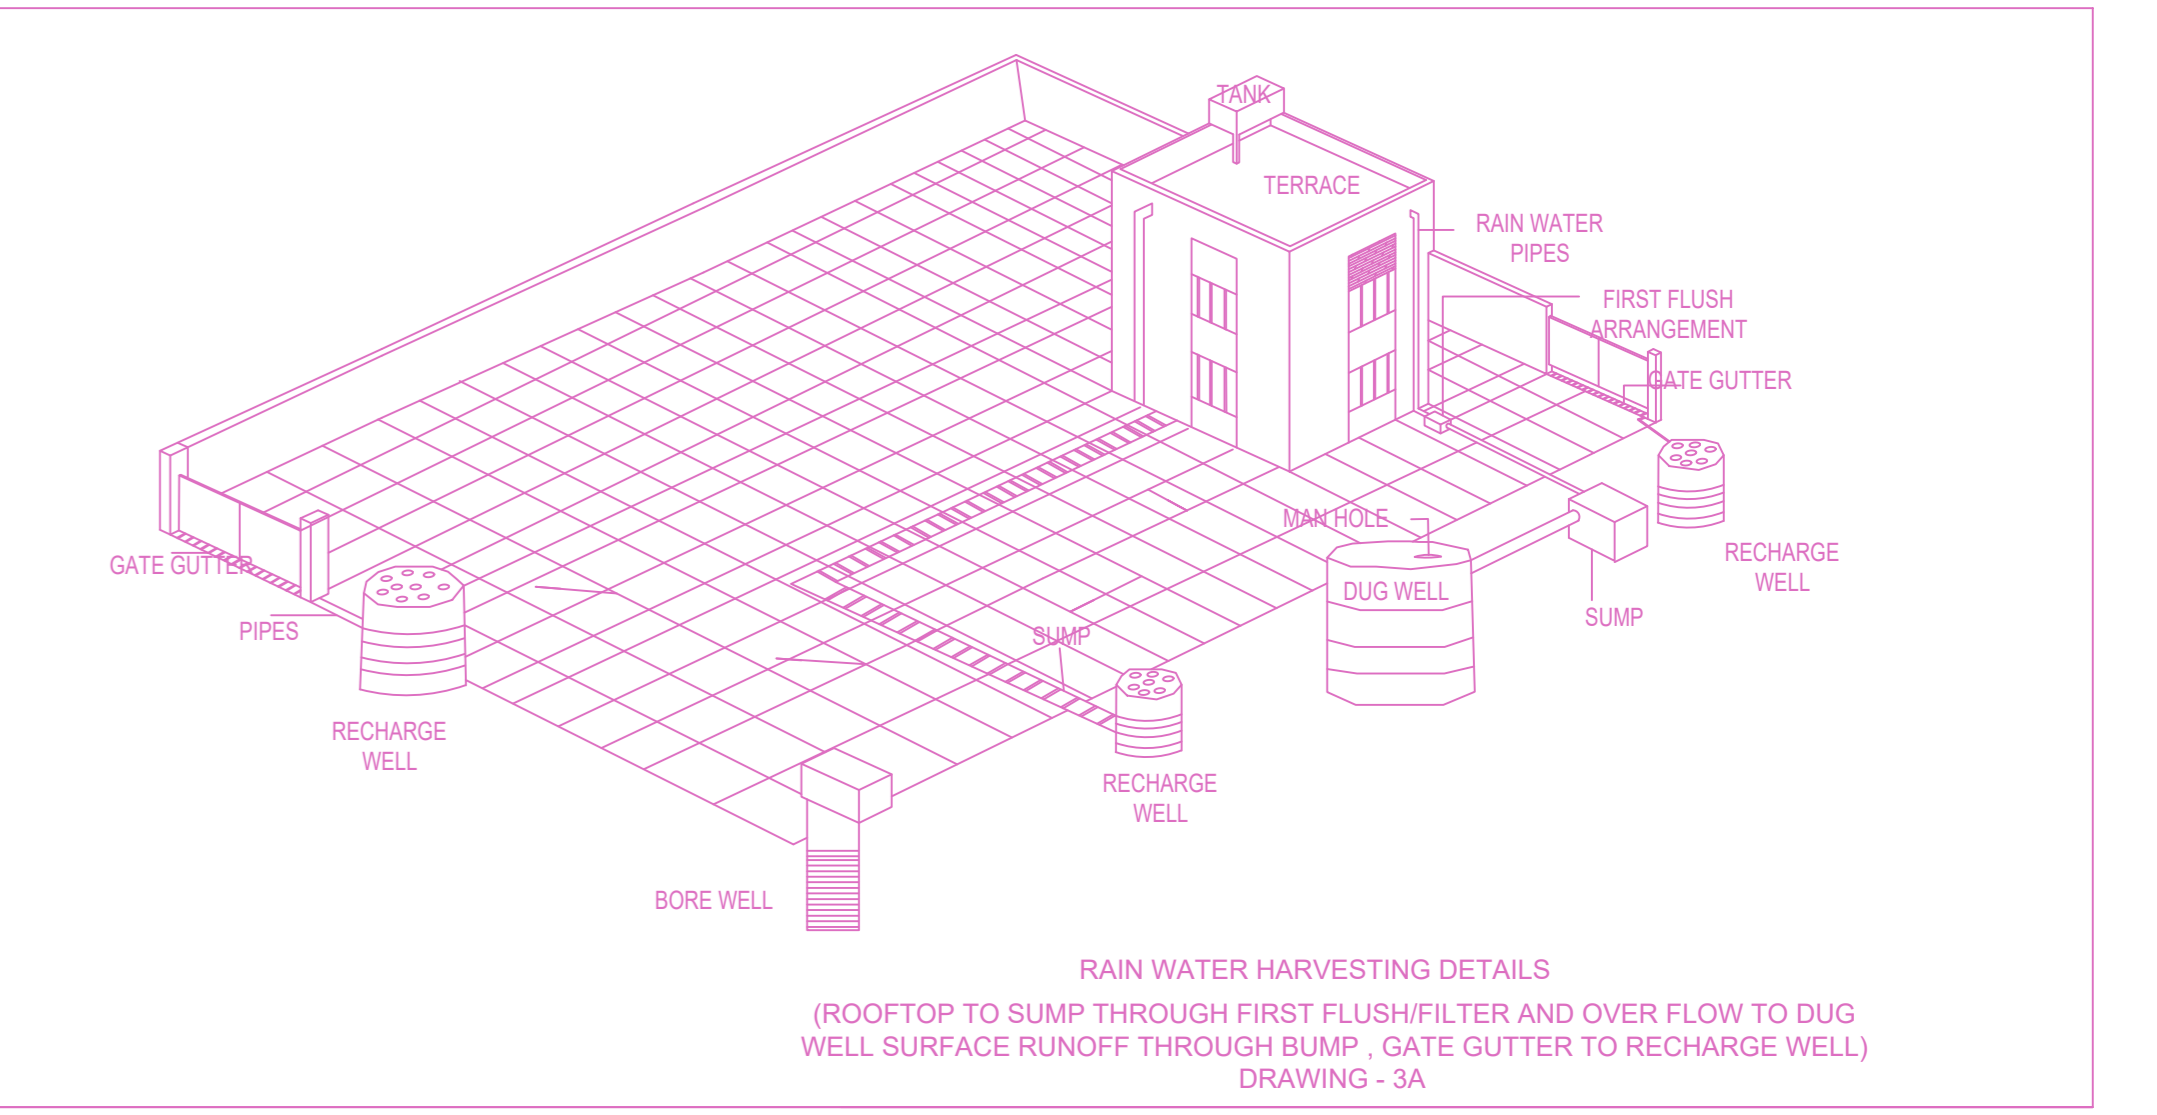 TANK
TERRACE
RAIN WATER
PIPES
FIRST FLUSH
ARRANGEMENT
GATE GUTTER
MAN HOLE
RECHARGE
WELL
GATE GUTTER
DUG WELL
SUMP
PIPES
SUMP
RECHARGE
WELL
RECHARGE
WELL
BORE WELL
RAIN WATER HARVESTING DETAILS
(ROOFTOP TO SUMP THROUGH FIRST FLUSH/FILTER AND OVER FLOW TO DUG
WELL SURFACE RUNOFF THROUGH BUMP , GATE GUTTER TO RECHARGE WELL)
DRAWING - 3A